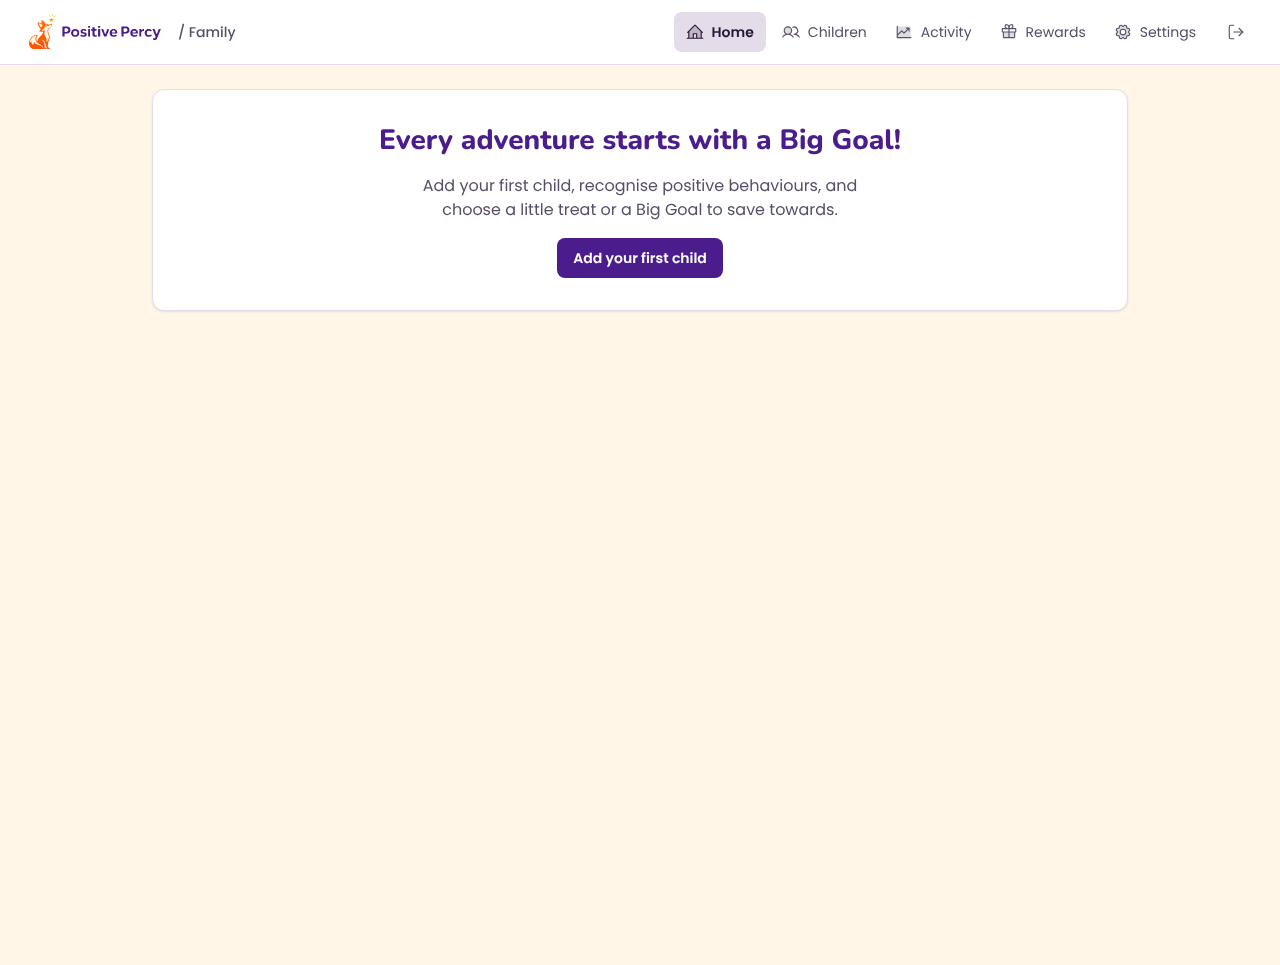 Positive Percy / Family
Home
Children
Activity
Rewards
Settings
Every adventure starts with a Big Goal!
Add your first child, recognise positive behaviours, and
choose a little treat or a Big Goal to save towards.
Add your first child